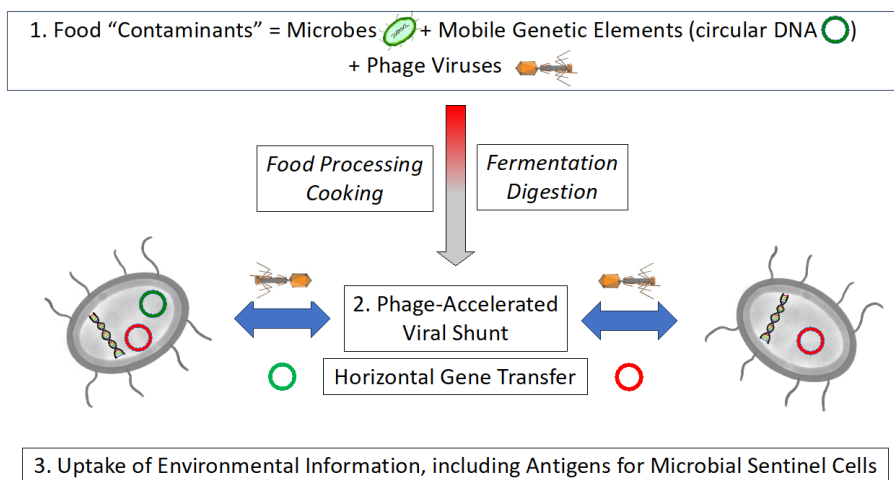 1. Food “Contaminants” = Microbes + Mobile Genetic Elements (circular DNA )
+ Phage Viruses
Food Processing
Cooking
Fermentation
Digestion
2. Phage-Accelerated
Viral Shunt
Horizontal Gene Transfer
3. Uptake of Environmental Information, including Antigens for Microbial Sentinel Cells